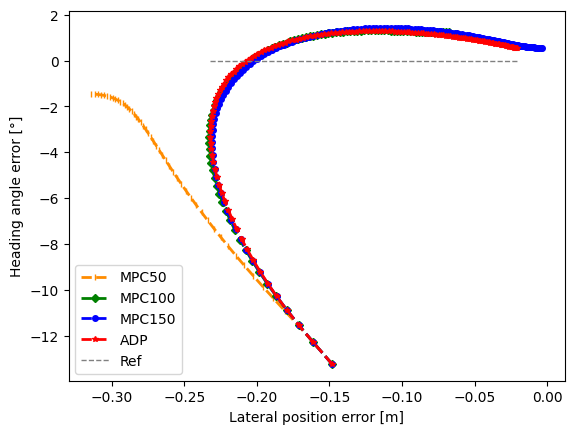 2
0
−2
−4
−6
−8
−10
−12
Heading angle error [°]
MPC50
MPC100
MPC150
ADP
Ref
−0.30
−0.25
−0.20
−0.15
−0.10
−0.05
0.00
Lateral position error [m]